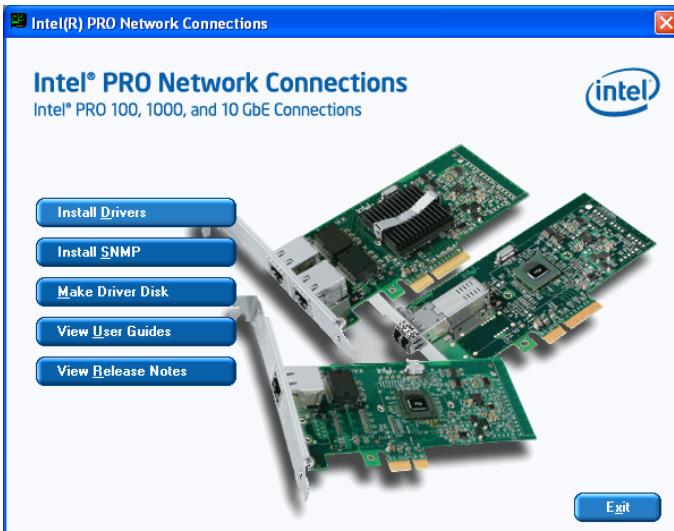 Intel(R) PRO Network Connections
Intel® PRO Network Connections
Intel® PRO 100, 1000, and 10 GbE Connections
intel
Install Drivers
Install SNMP
Make Driver Disk
View User Guides
View Release Notes
Exit